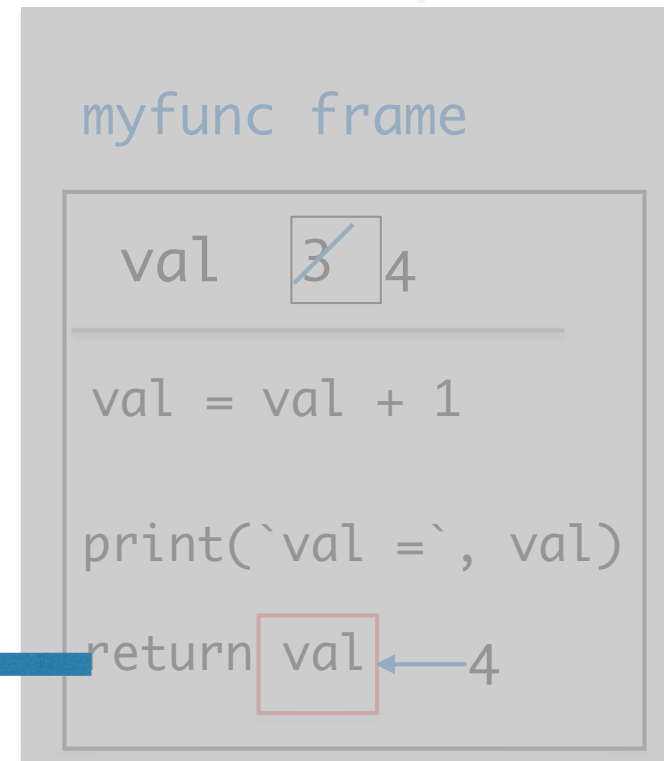 myfunc frame
val 3 4
val = val + 1
print(`val =`, val)
return val 4